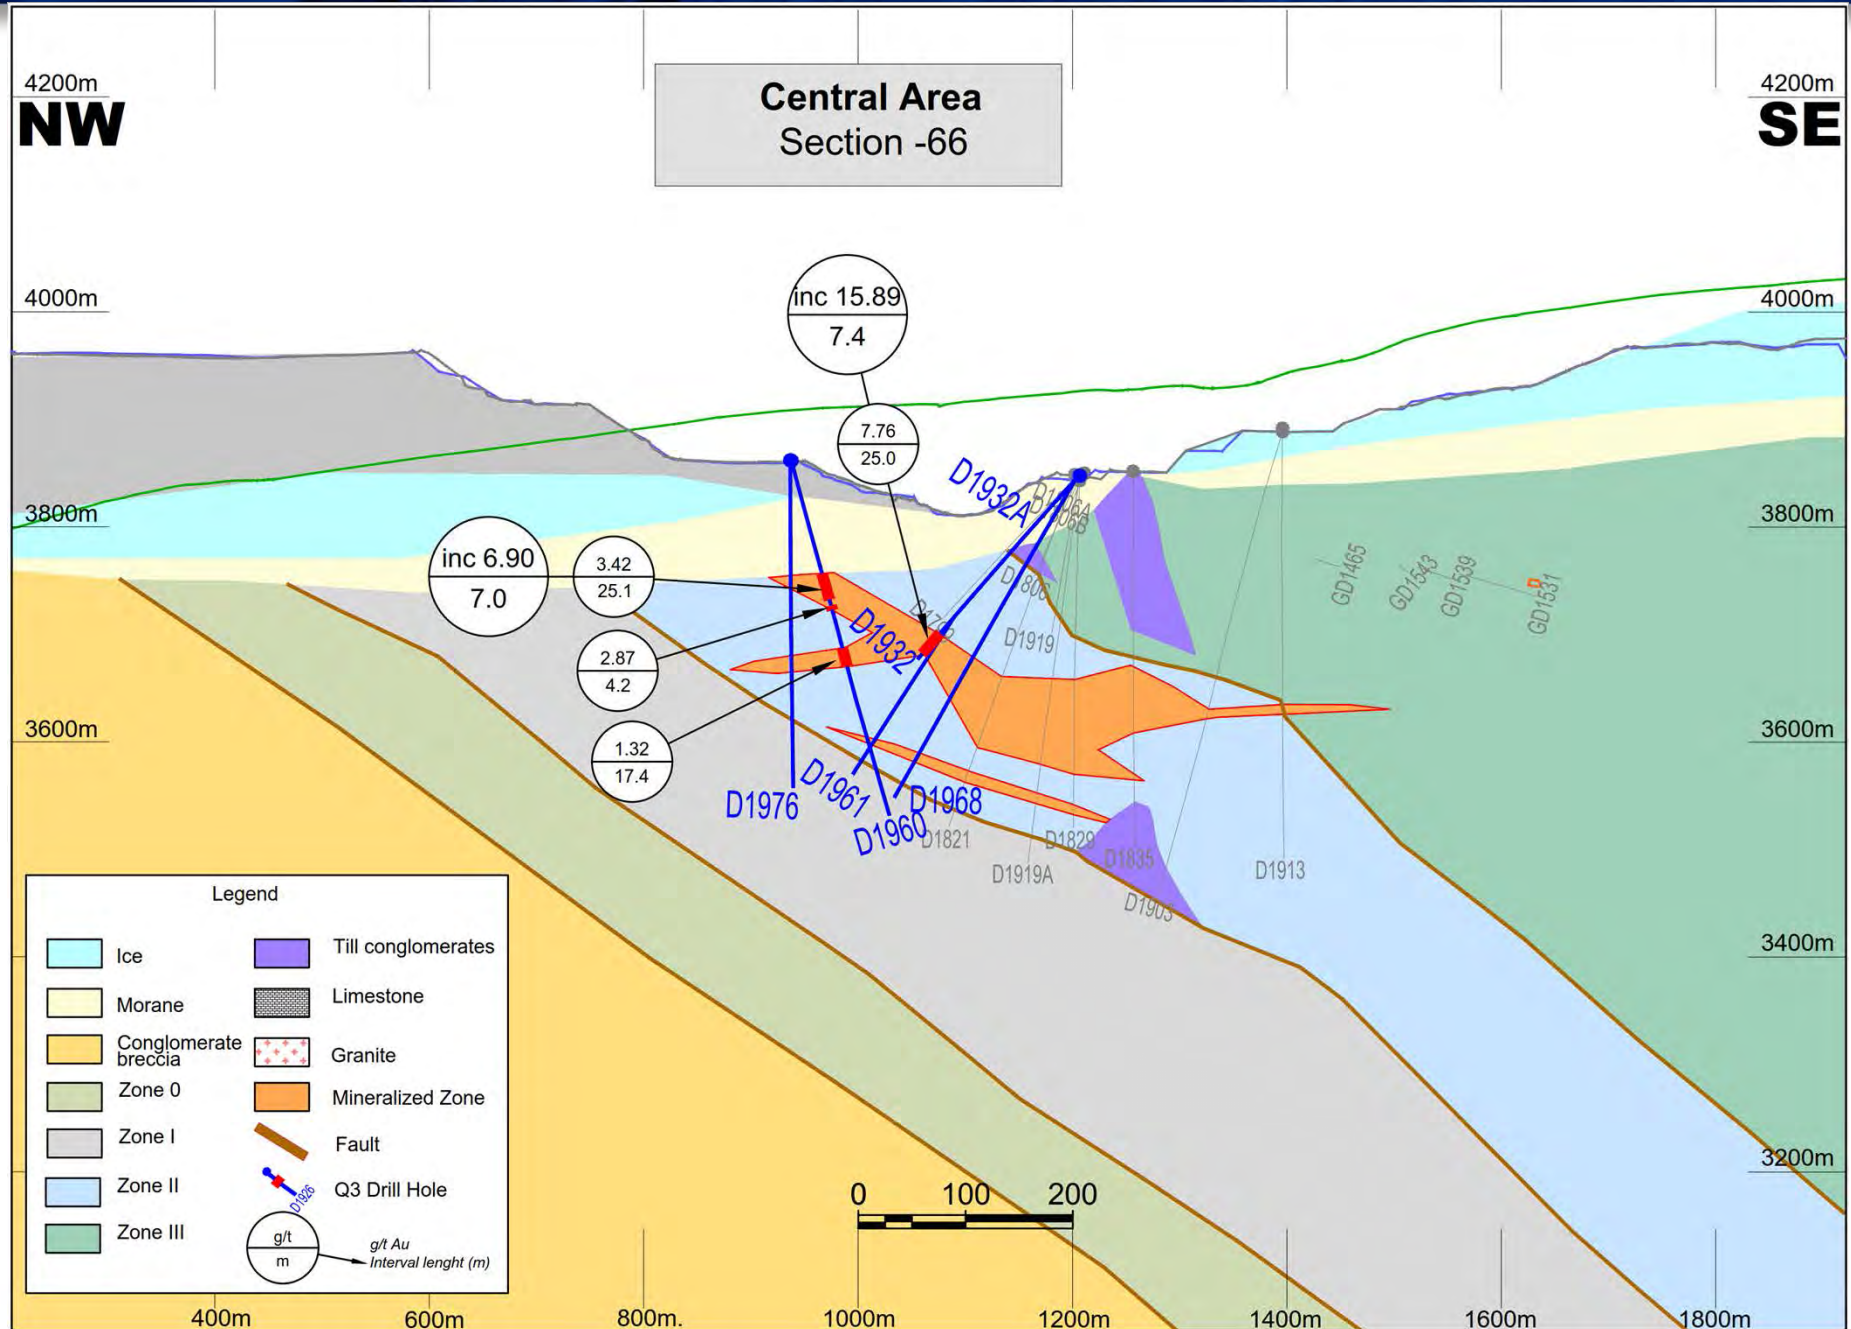 4200m
4200m
NW
SE
Central Area
Section -66
4000m
4000m
inc 15.89
7.4
7.76
25.0
D1932A
3800m
3800m
inc 6.90
7.0
3.42
25.1
D1806
D1919
D1932
GD1465
GD1543
GD1539
GD1531
2.87
4.2
1.32
17.4
3600m
3600m
D1976
D1961
D1968
D1960
D1821
D1829
D1835
D1919A
D1913
D1903
3400m
3200m
Legend
Ice
Morane
Conglomerate
breccia
Zone 0
Zone I
Zone II
Zone III
Till conglomerates
Limestone
Granite
Mineralized Zone
Fault
Q3 Drill Hole
D1926
g/t
m
g/t Au
Interval lenght (m)
0 100 200
400m 600m 800m. 1000m 1200m 1400m 1600m 1800m